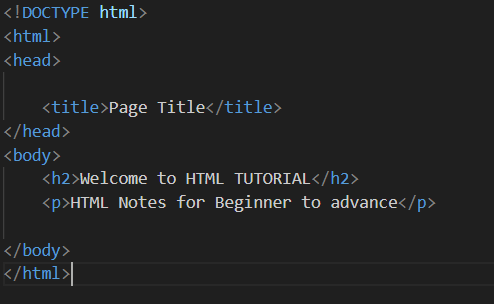 <!DOCTYPE html>
<html>
<head>
<title>Page Title</title>
</head>
<body>
<h2>Welcome to HTML TUTORIAL</h2>
<p>HTML Notes for Beginner to advance</p>
</body>
</html>